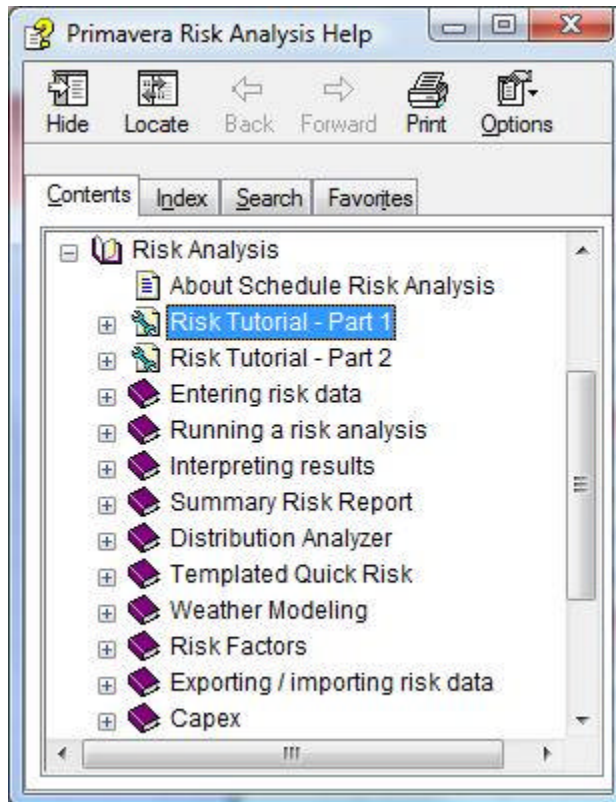 Primavera Risk Analysis Help
Hide Locate Back Forward Print Options
Contents Index Search Favorites
Risk Analysis
About Schedule Risk Analysis
Risk Tutorial - Part 1
Risk Tutorial - Part 2
Entering risk data
Running a risk analysis
Interpreting results
Summary Risk Report
Distribution Analyzer
Templated Quick Risk
Weather Modeling
Risk Factors
Exporting / importing risk data
Capex